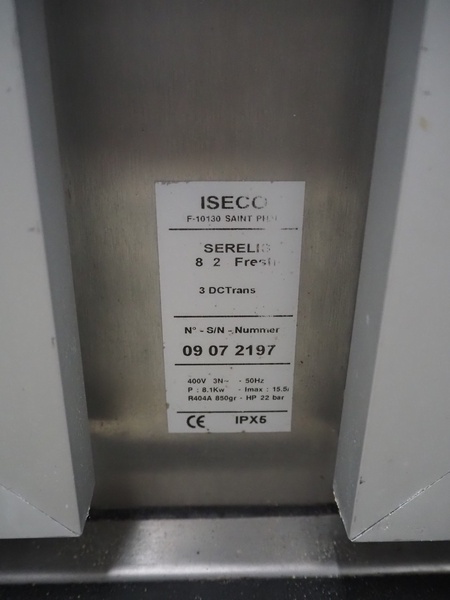 ISECO
F-10130 SAINT
SERELIS
8 2 Fresh
3 DCTrans
N° - S/N - Nummer
09 07 2197
400V 3N~ - 50Hz
P : 8.1Kw - Imax : 15.5
R404A 850gr - HP 22 bar
CE IPX5